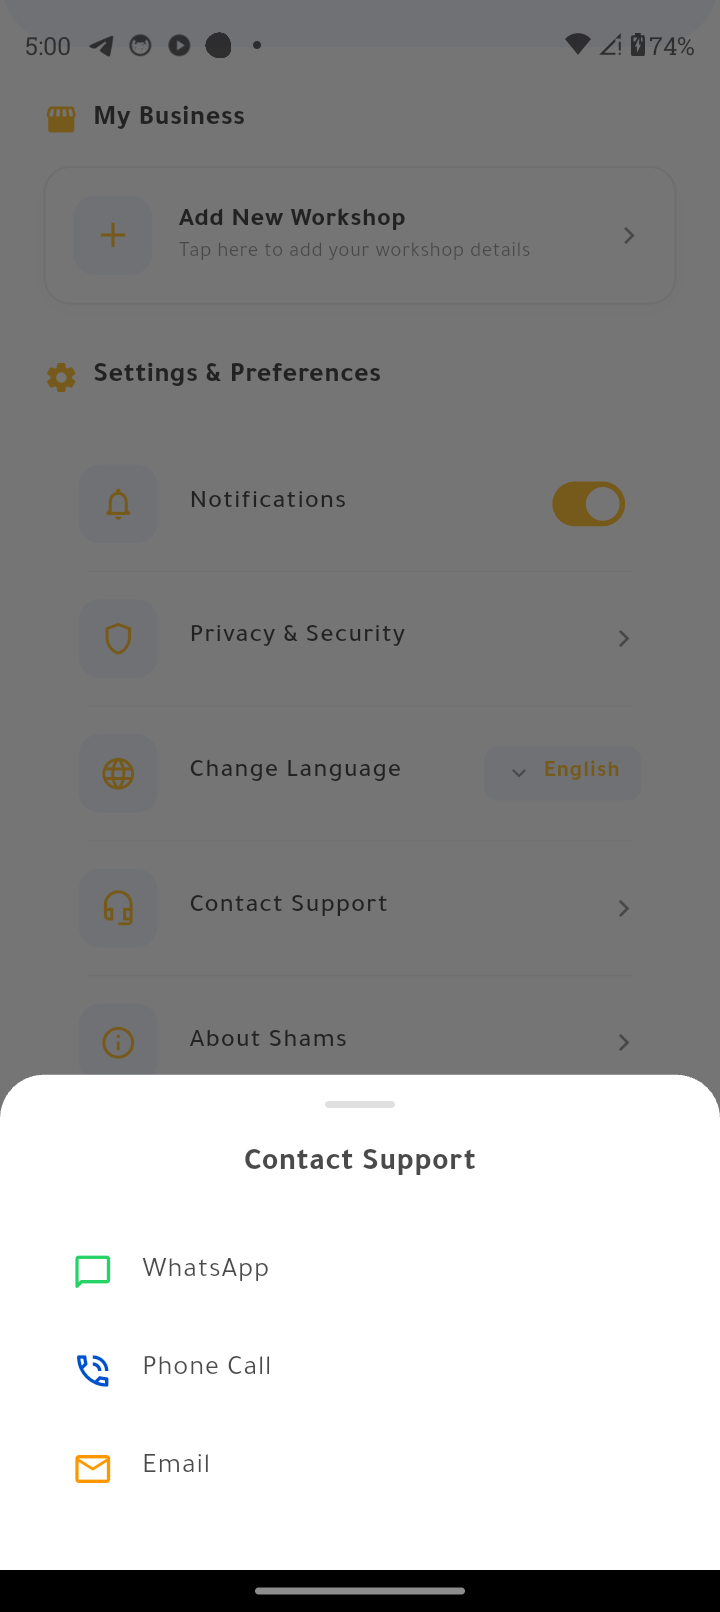 5:00
74%
My Business
Add New Workshop
Tap here to add your workshop details
Settings & Preferences
Notifications
Privacy & Security
Change Language
English
Contact Support
About Shams
Contact Support
WhatsApp
Phone Call
Email